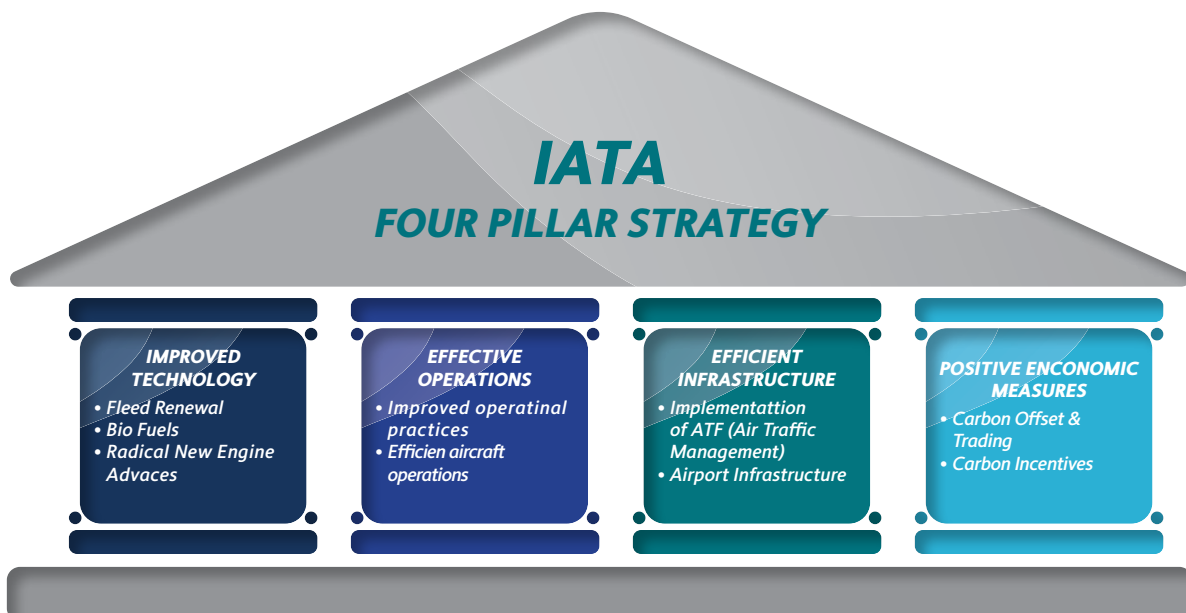 IATA
FOUR PILLAR STRATEGY
IMPROVED
TECHNOLOGY
• Fleed Renewal
• Bio Fuels
• Radical New Engine
Advaces
EFFECTIVE
OPERATIONS
• Improved operatinal
practices
• Efficien aircraft
operations
EFFICIENT
INFRASTRUCTURE
• Implementattion
of ATF (Air Traffic
Management)
• Airport Infrastructure
POSITIVE ENCONOMIC
MEASURES
• Carbon Offset &
Trading
• Carbon Incentives